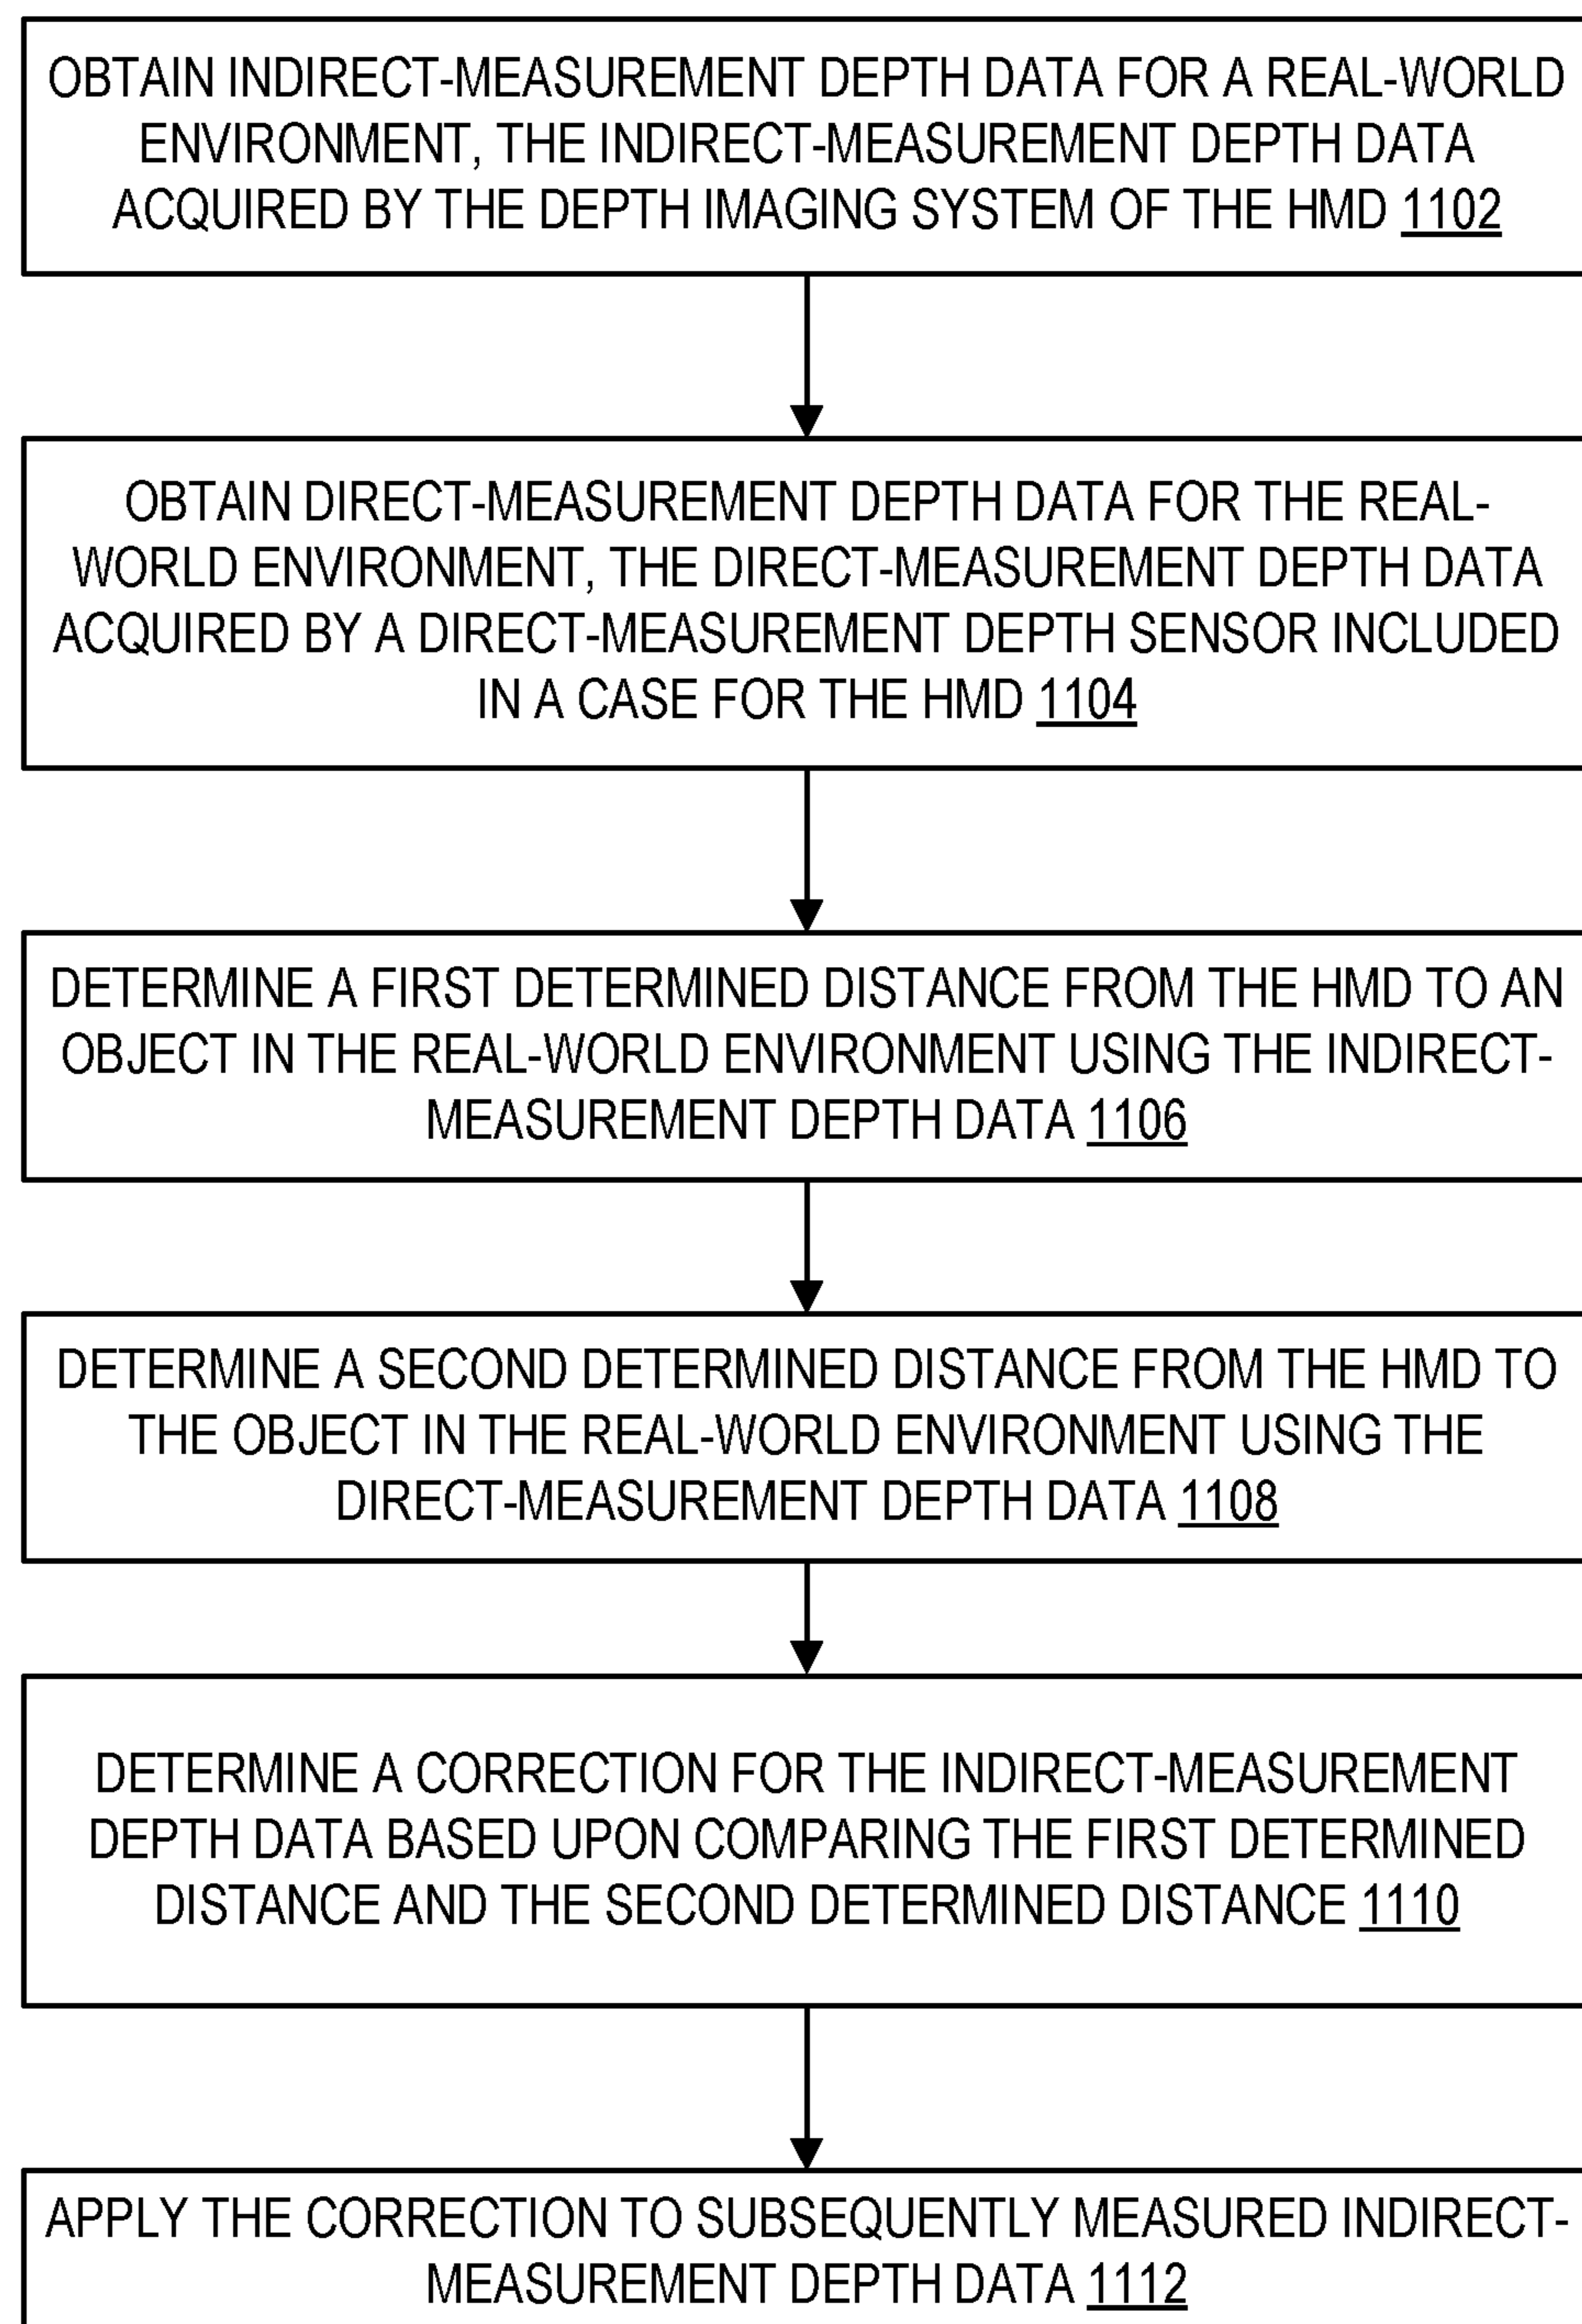 OBTAIN INDIRECT-MEASUREMENT DEPTH DATA FOR A REAL-WORLD
ENVIRONMENT, THE INDIRECT-MEASUREMENT DEPTH DATA
ACQUIRED BY THE DEPTH IMAGING SYSTEM OF THE HMD 1102
OBTAIN DIRECT-MEASUREMENT DEPTH DATA FOR THE REAL-
WORLD ENVIRONMENT, THE DIRECT-MEASUREMENT DEPTH DATA
ACQUIRED BY A DIRECT-MEASUREMENT DEPTH SENSOR INCLUDED
IN A CASE FOR THE HMD 1104
DETERMINE A FIRST DETERMINED DISTANCE FROM THE HMD TO AN
OBJECT IN THE REAL-WORLD ENVIRONMENT USING THE INDIRECT-
MEASUREMENT DEPTH DATA 1106
DETERMINE A SECOND DETERMINED DISTANCE FROM THE HMD TO
THE OBJECT IN THE REAL-WORLD ENVIRONMENT USING THE
DIRECT-MEASUREMENT DEPTH DATA 1108
DETERMINE A CORRECTION FOR THE INDIRECT-MEASUREMENT
DEPTH DATA BASED UPON COMPARING THE FIRST DETERMINED
DISTANCE AND THE SECOND DETERMINED DISTANCE 1110
APPLY THE CORRECTION TO SUBSEQUENTLY MEASURED INDIRECT-
MEASUREMENT DEPTH DATA 1112